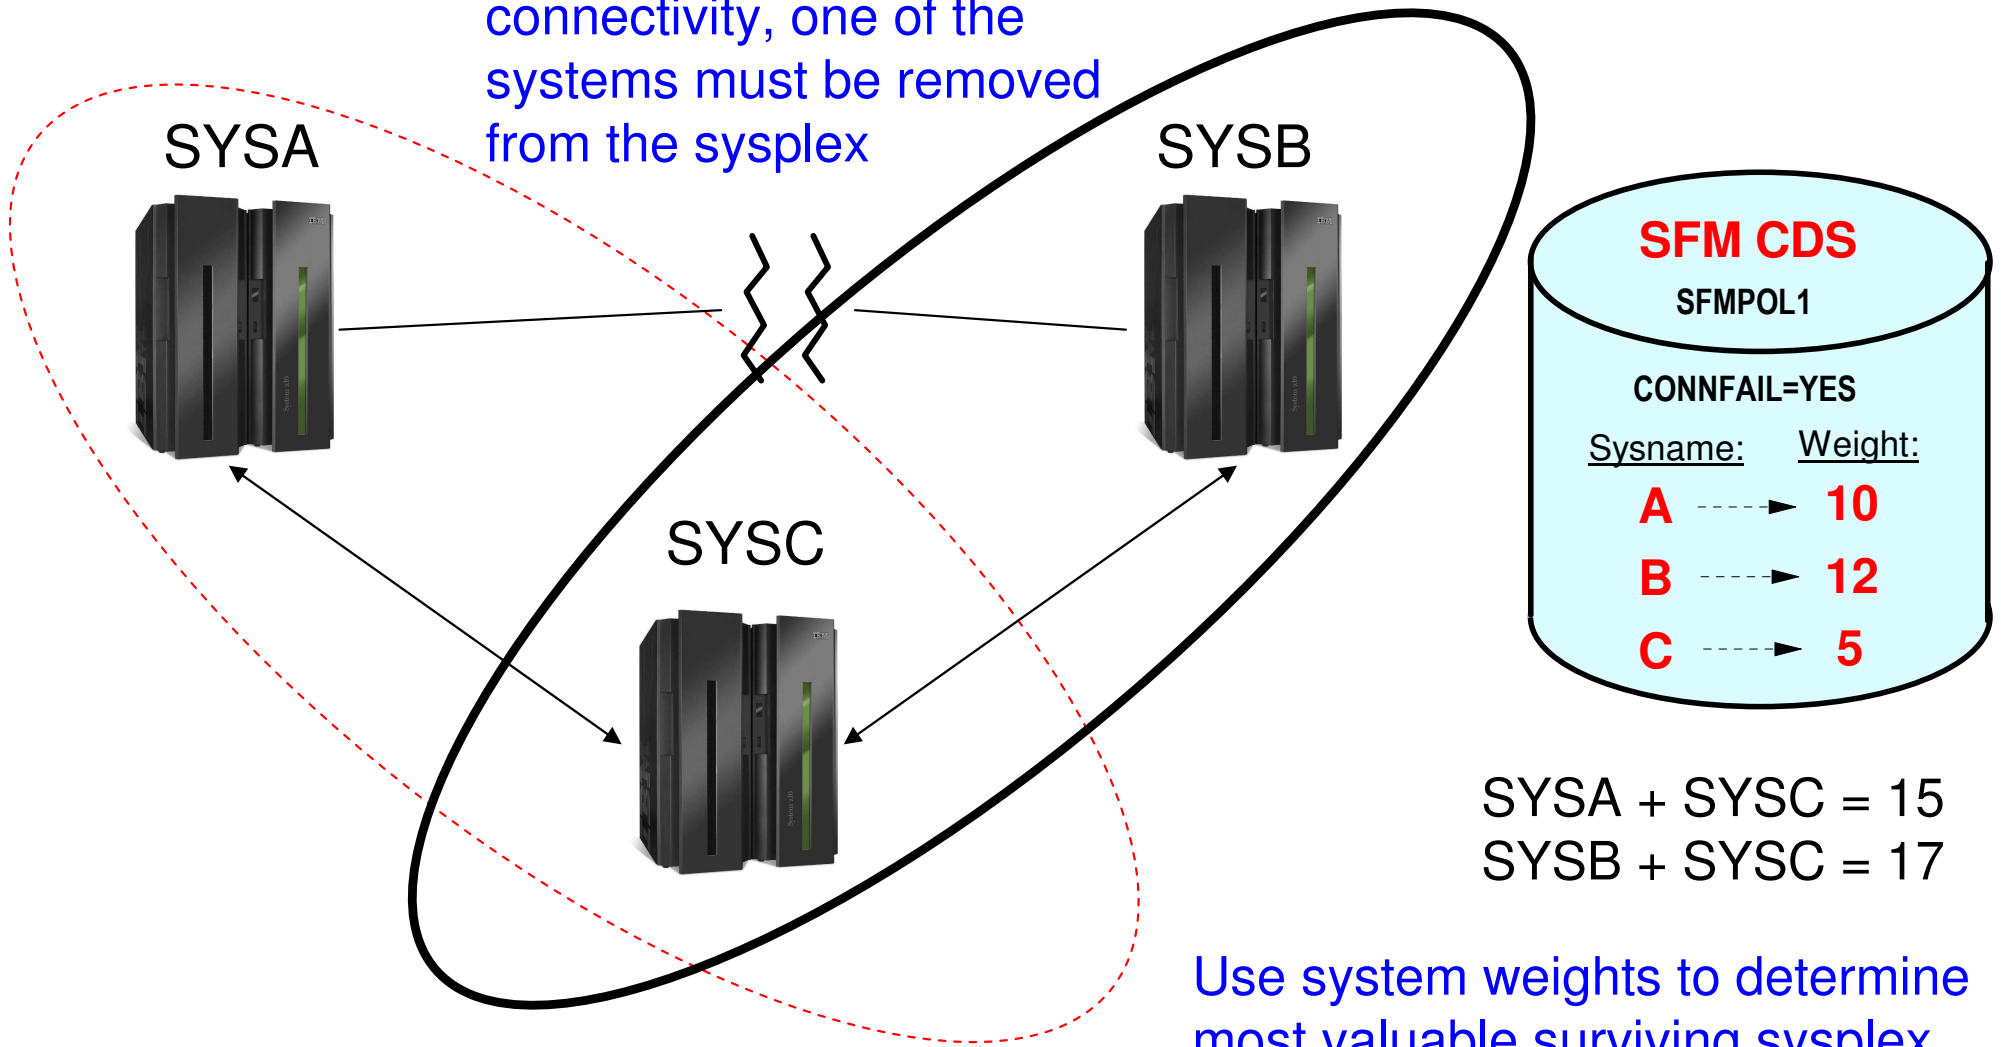 connectivity, one of the
systems must be removed
from the sysplex
SYSA
SYSB
SYSC
SFM CDS
SFMPOL1
CONNFAIL=YES
Sysname: Weight:
A 10
B 12
C 5
SYSA + SYSC = 15
SYSB + SYSC = 17
Use system weights to determine
most valuable surviving sysplex